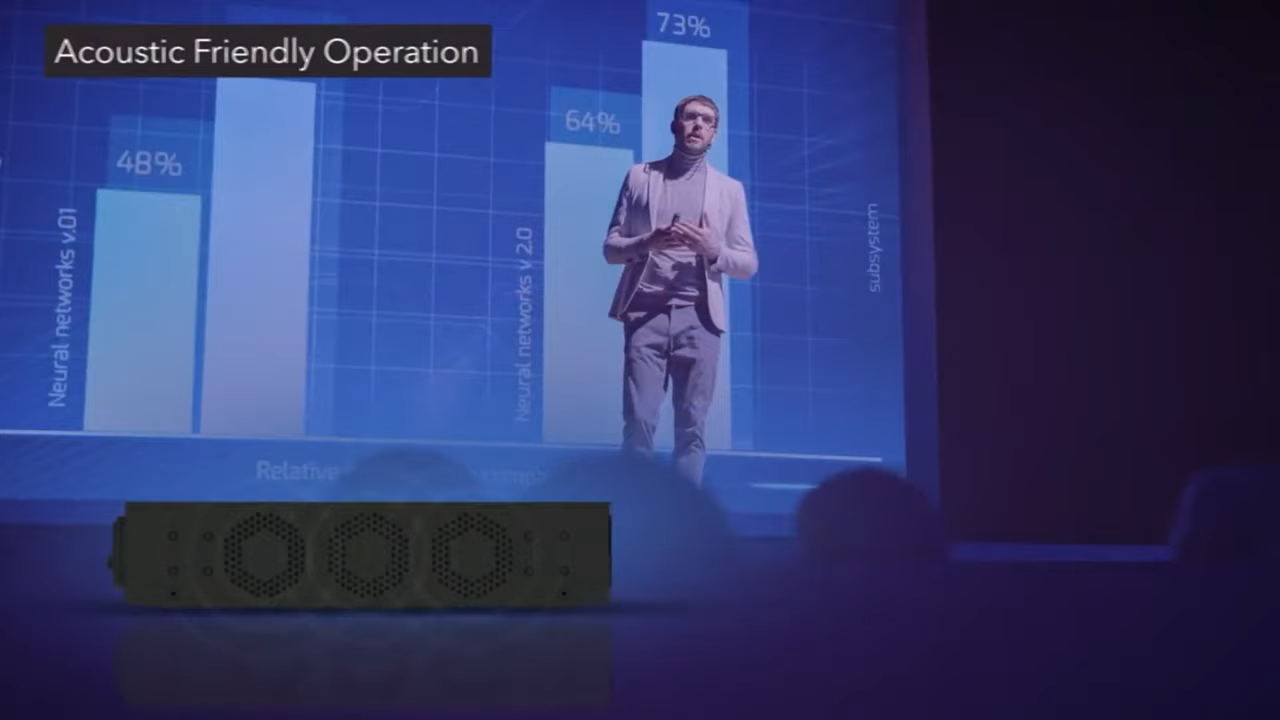 Acoustic Friendly Operation
73%
64%
48%
Neural networks v.01
Neural networks v 2.0
subsystem
Relative